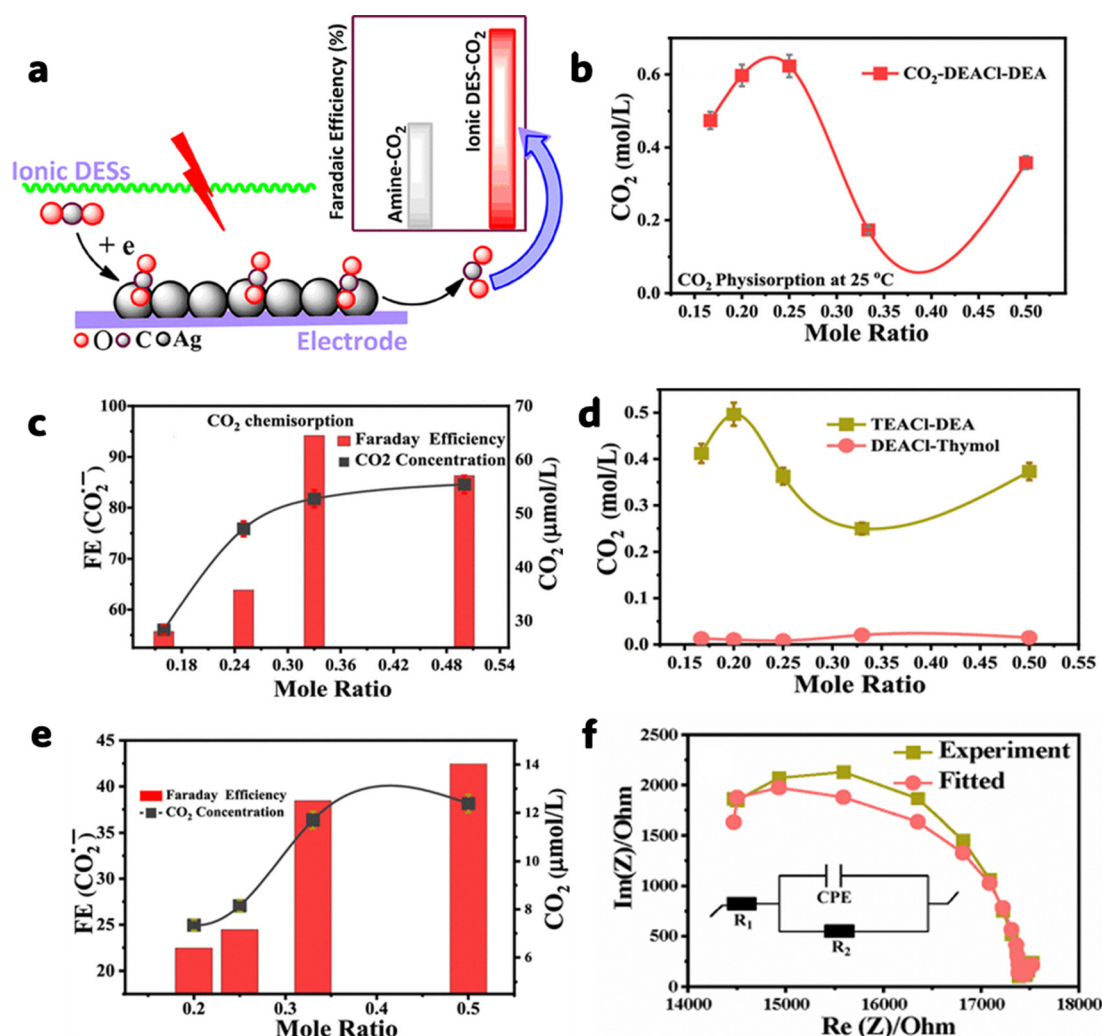 a
Faradaic Efficiency (%)
Amine-CO2
Ionic DES-CO2
Ionic DESs
+ e
O C Ag
Electrode
b
CO2 (mol/L)
0.6
0.4
0.2
0.0
CO2-DEACl-DEA
CO2 Physisorption at 25 °C
0.15 0.20 0.25 0.30 0.35 0.40 0.45 0.50
Mole Ratio
c
FE (CO2·−)
100
90
80
70
60
CO2 chemisorption
Faraday Efficiency
CO2 Concentration
70
60
50
40
30
CO2 (μmol/L)
0.18 0.24 0.30 0.36 0.42 0.48 0.54
Mole Ratio
d
CO2 (mol/L)
0.5
0.4
0.3
0.2
0.1
0.0
TEACl-DEA
DEACl-Thymol
0.15 0.20 0.25 0.30 0.35 0.40 0.45 0.50 0.55
Mole Ratio
e
FE (CO2·−)
45
40
35
30
25
20
Faraday Efficiency
CO2 Concentration
14
12
10
8
6
CO2 (μmol/L)
0.2 0.3 0.4 0.5
Mole Ratio
f
Im(Z)/Ohm
2500
2000
1500
1000
500
0
Experiment
Fitted
CPE
R1
R2
14000 15000 16000 17000
Re (Z)/Ohm